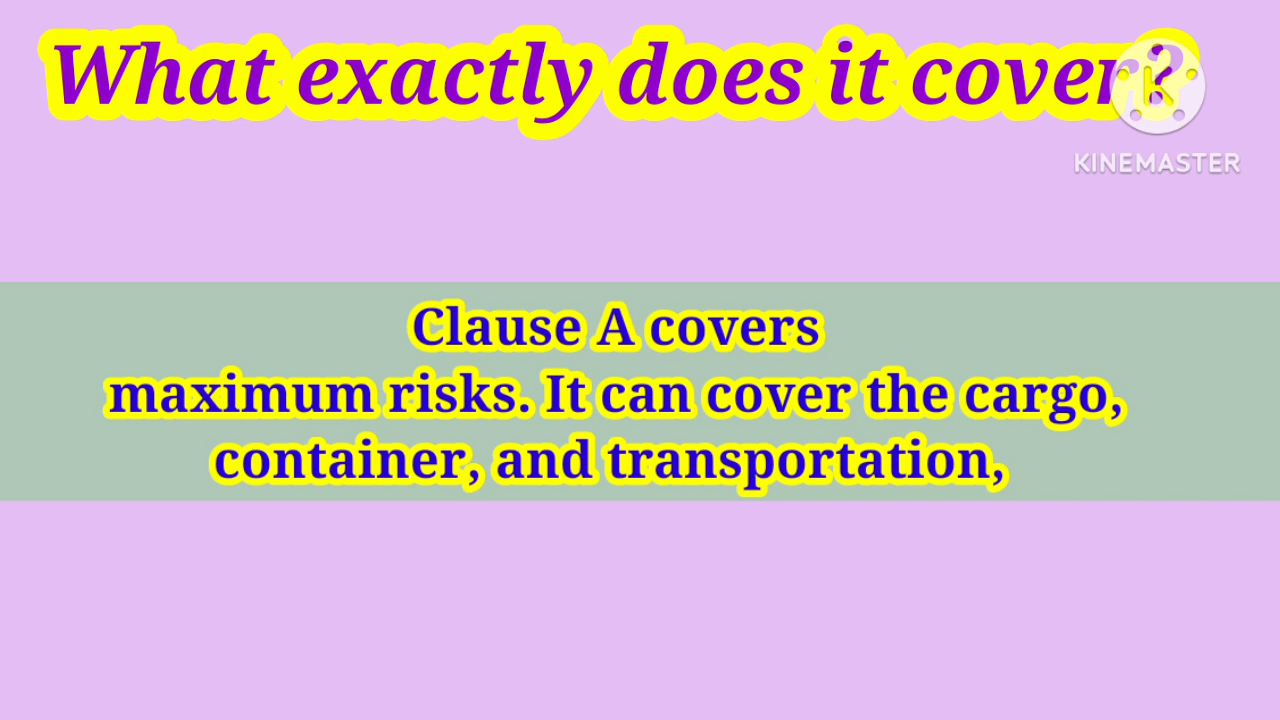 What exactly does it cover?
KINEMASTER
Clause A covers
maximum risks. It can cover the cargo,
container, and transportation,